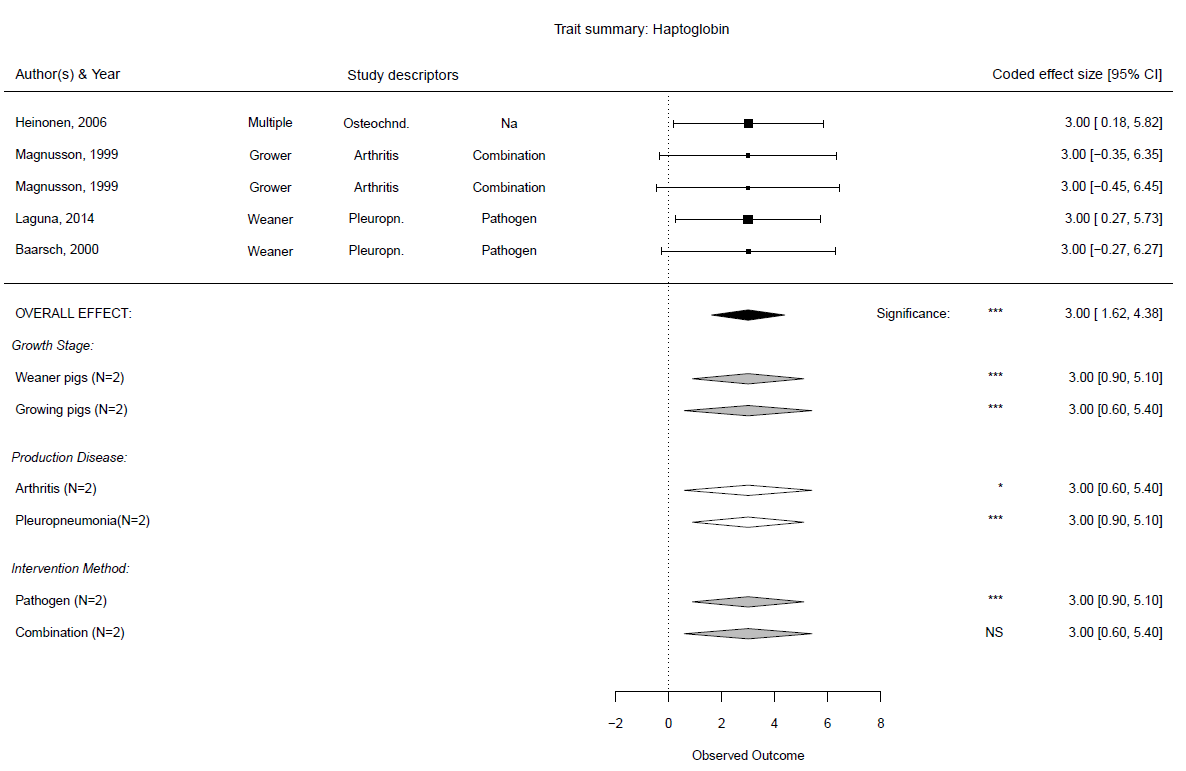 Trait summary: Haptoglobin
Author(s) & Year Study descriptors Coded effect size [95% CI]
Heinonen, 2006 Multiple Osteochnd. Na 3.00 [ 0.18, 5.82]
Magnusson, 1999 Grower Arthritis Combination 3.00 [−0.35, 6.35]
Magnusson, 1999 Grower Arthritis Combination 3.00 [−0.45, 6.45]
Laguna, 2014 Weaner Pleuropn. Pathogen 3.00 [ 0.27, 5.73]
Baarsch, 2000 Weaner Pleuropn. Pathogen 3.00 [−0.27, 6.27]
OVERALL EFFECT: Significance: *** 3.00 [ 1.62, 4.38]
Growth Stage:
Weaner pigs (N=2) *** 3.00 [0.90, 5.10]
Growing pigs (N=2) *** 3.00 [0.60, 5.40]
Production Disease:
Arthritis (N=2) * 3.00 [0.60, 5.40]
Pleuropneumonia(N=2) *** 3.00 [0.90, 5.10]
Intervention Method:
Pathogen (N=2) *** 3.00 [0.90, 5.10]
Combination (N=2) NS 3.00 [0.60, 5.40]
−2 0 2 4 6 8
Observed Outcome